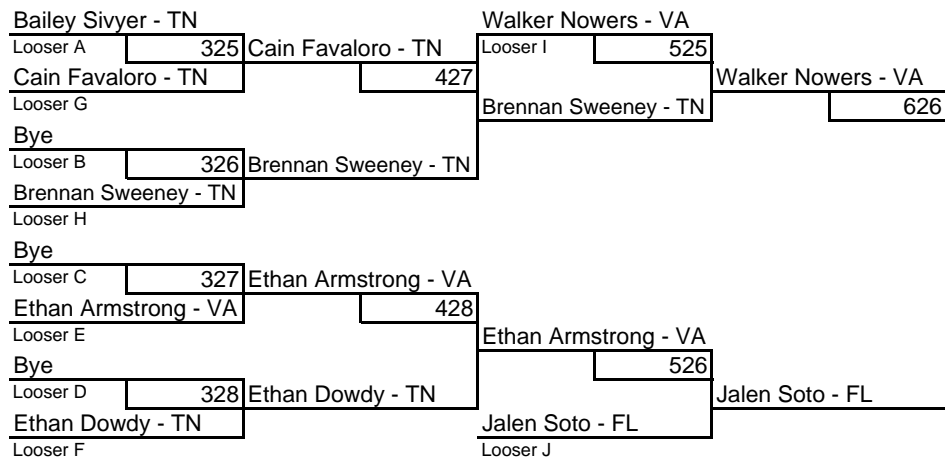 Bailey Sivyer - TN
Walker Nowers - VA
Looser A
325
Cain Favaloro - TN
Looser I
525
Cain Favaloro - TN
427
Walker Nowers - VA
Looser G
Brennan Sweeney - TN
626
Bye
Looser B
326
Brennan Sweeney - TN
Brennan Sweeney - TN
Looser H
Bye
Looser C
327
Ethan Armstrong - VA
Ethan Armstrong - VA
428
Looser E
Ethan Armstrong - VA
Bye
526
Looser D
328
Ethan Dowdy - TN
Jalen Soto - FL
Ethan Dowdy - TN
Jalen Soto - FL
Looser F
Looser J